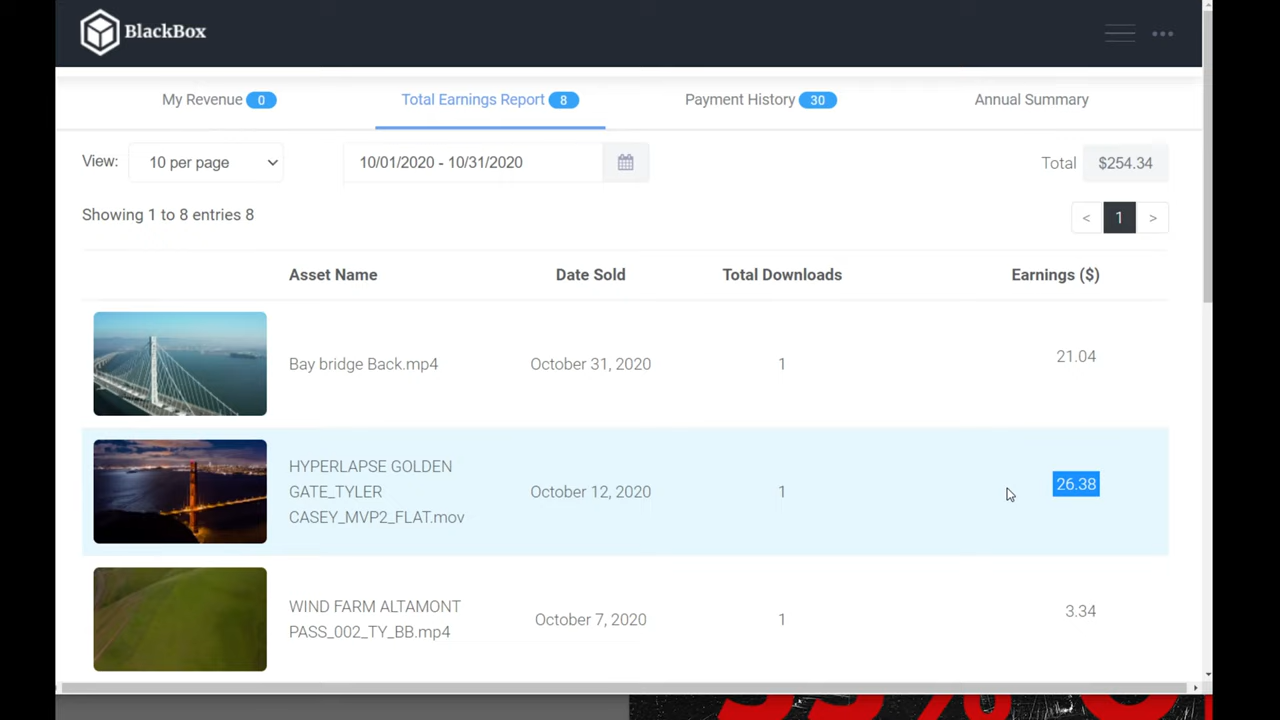 BlackBox
My Revenue 0
Total Earnings Report 8
Payment History 30
Annual Summary
View: 10 per page
10/01/2020 - 10/31/2020
Total $254.34
Showing 1 to 8 entries 8
< 1 >
Asset Name Date Sold Total Downloads Earnings ($)
Bay bridge Back.mp4 October 31, 2020 1 21.04
HYPERLAPSE GOLDEN
GATE_TYLER October 12, 2020 1 26.38
CASEY_MVP2_FLAT.mov
WIND FARM ALTAMONT
PASS_002_TY_BB.mp4 October 7, 2020 1 3.34